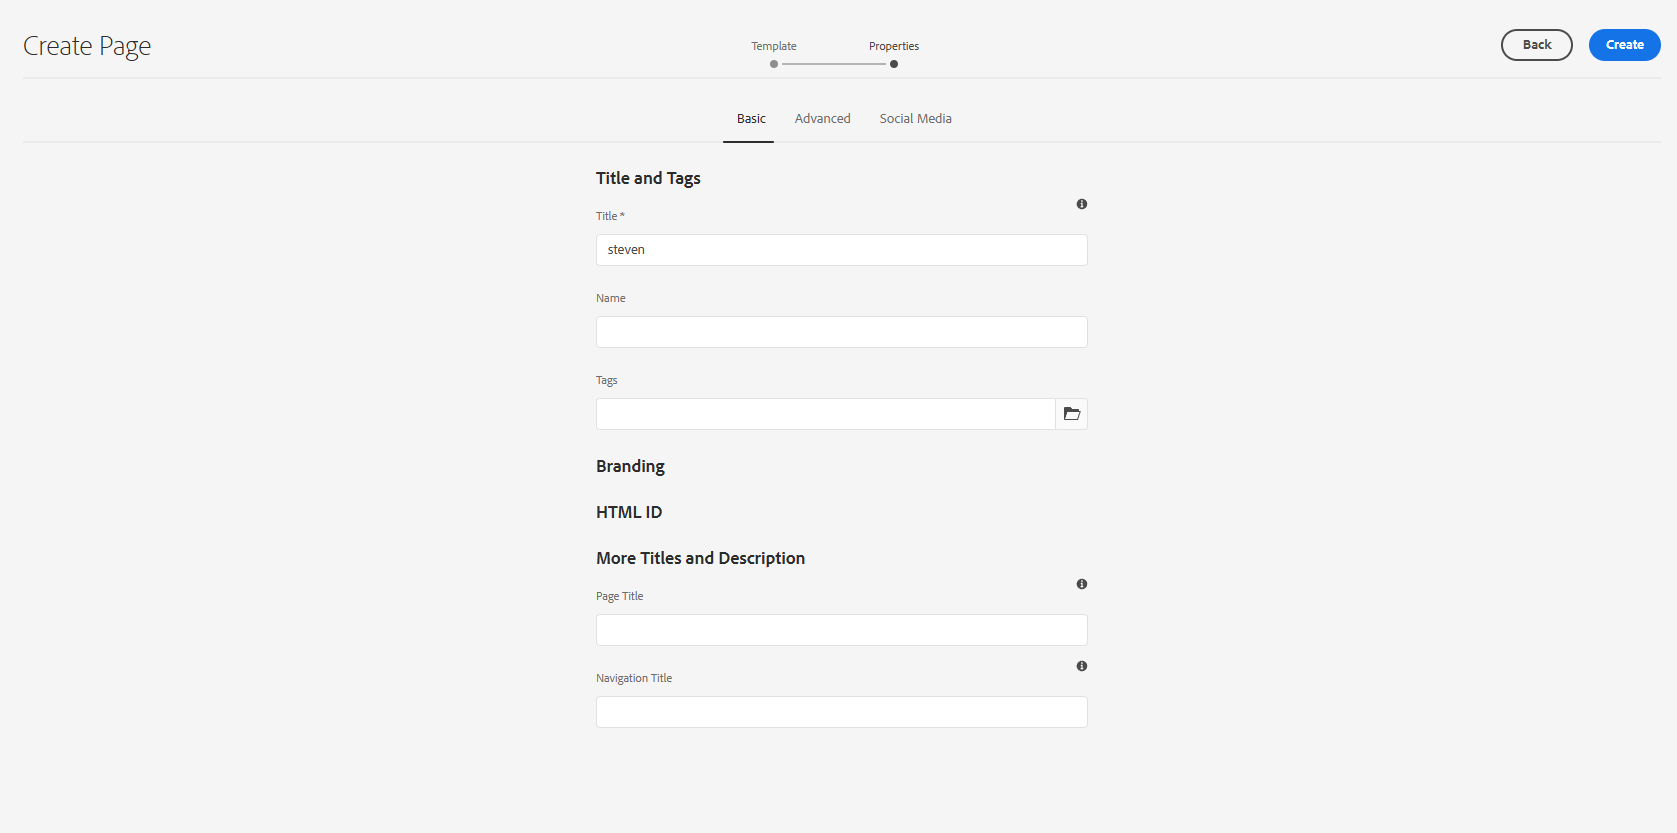 Create Page
Template
Properties
Back
Create
Basic
Advanced
Social Media
Title and Tags
Title *
steven
Name
Tags
Branding
HTML ID
More Titles and Description
Page Title
Navigation Title